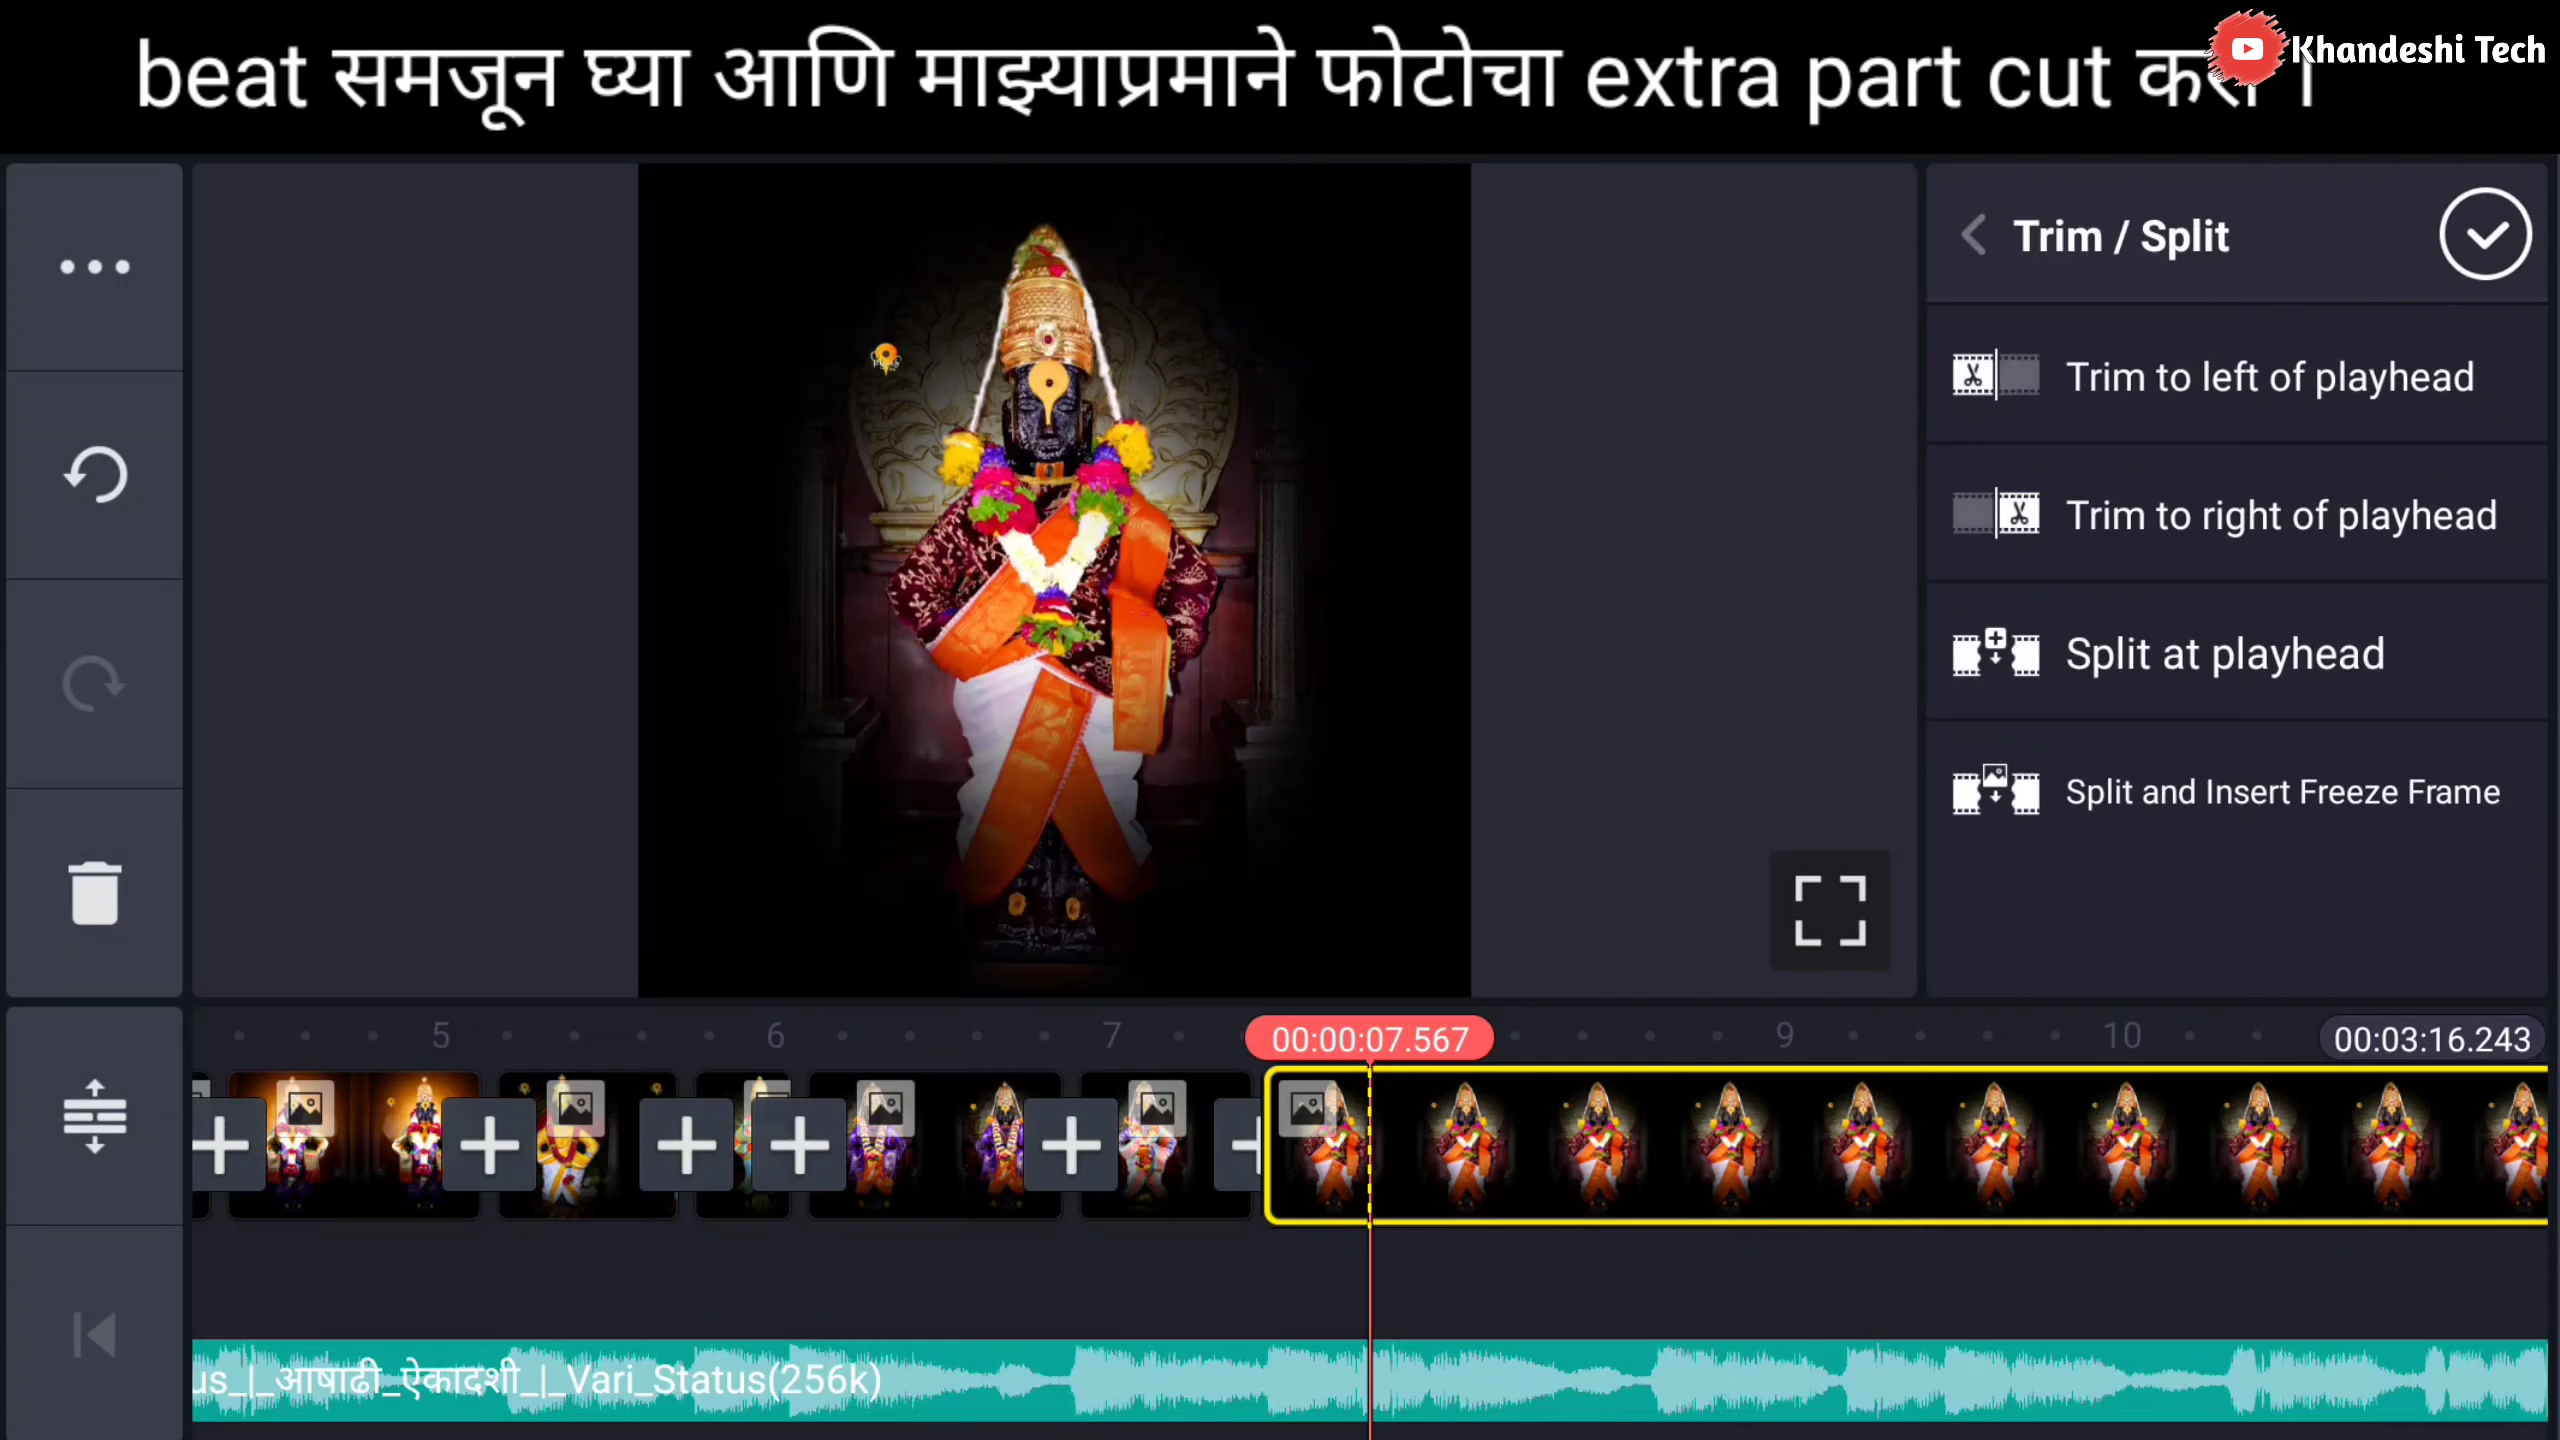 beat समजून घ्या आणि माझ्याप्रमाने फोटोचा extra part cut करा ।
Khandeshi Tech
Trim / Split
Trim to left of playhead
Trim to right of playhead
Split at playhead
Split and Insert Freeze Frame
5 6 7 00:00:07.567 9 10 00:03:16.243
us_|_आषाढी_ऐकादशी_|_Vari_Status(256k)